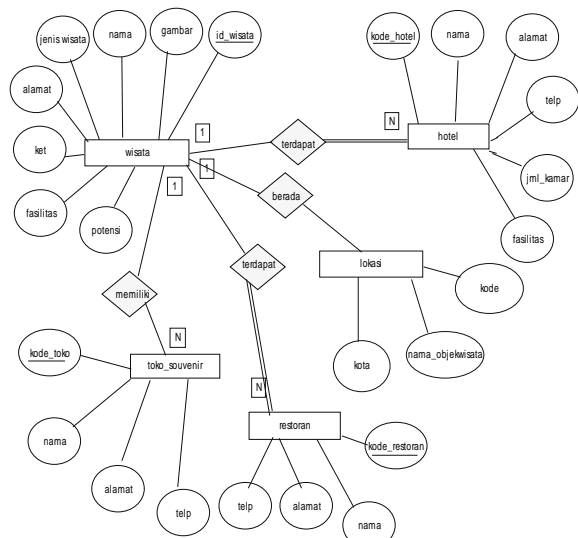 jenis wisata
nama
gambar
id_wisata
kode_hotel
nama
alamat
alamat
telp
ket
wisata
1
terdapat
N
hotel
1
1
berada
jml_kamar
fasilitas
potensi
terdapat
lokasi
fasilitas
memiliki
kode
kode_toko
N
kota
nama_objekwisata
toko_souvenir
N
nama
restoran
kode_restoran
alamat
telp
telp
alamat
nama